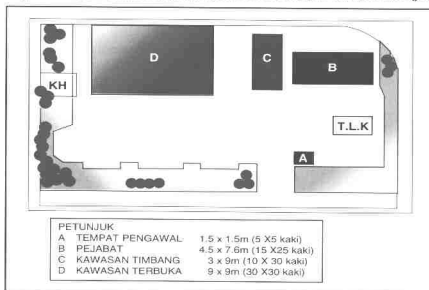 D
C
B
KH
T.L.K
A
PETUNJUK
A TEMPAT PENGAWAL 1.5 x 1.5m (5 X5 kaki)
B PEJABAT 4.5 x 7.6m (15 X25 kaki)
C KAWASAN TIMBANG 3 x 9m (10 X 30 kaki)
D KAWASAN TERBUKA 9 x 9m (30 X30 kaki)